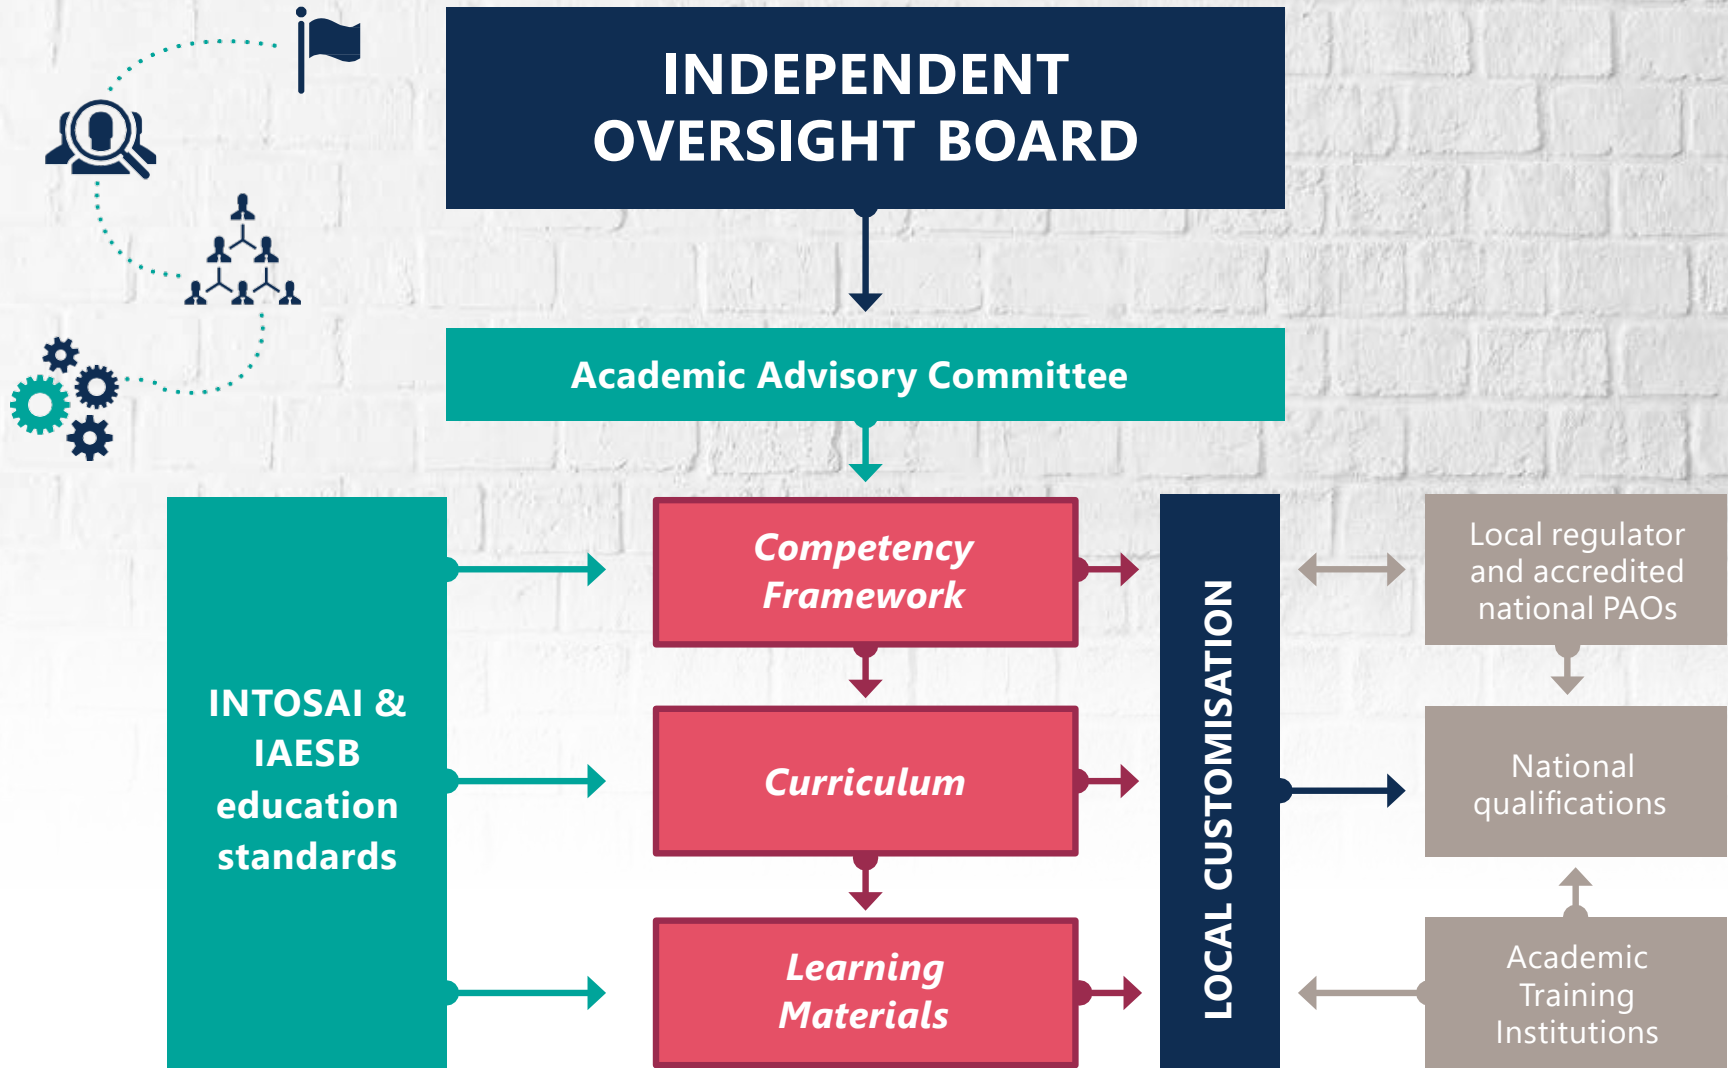 INDEPENDENT
OVERSIGHT BOARD
Academic Advisory Committee
INTOSAI &
IAESB
education
standards
Competency
Framework
Curriculum
Learning
Materials
LOCAL CUSTOMISATION
Local regulator
and accredited
national PAOs
National
qualifications
Academic
Training
Institutions